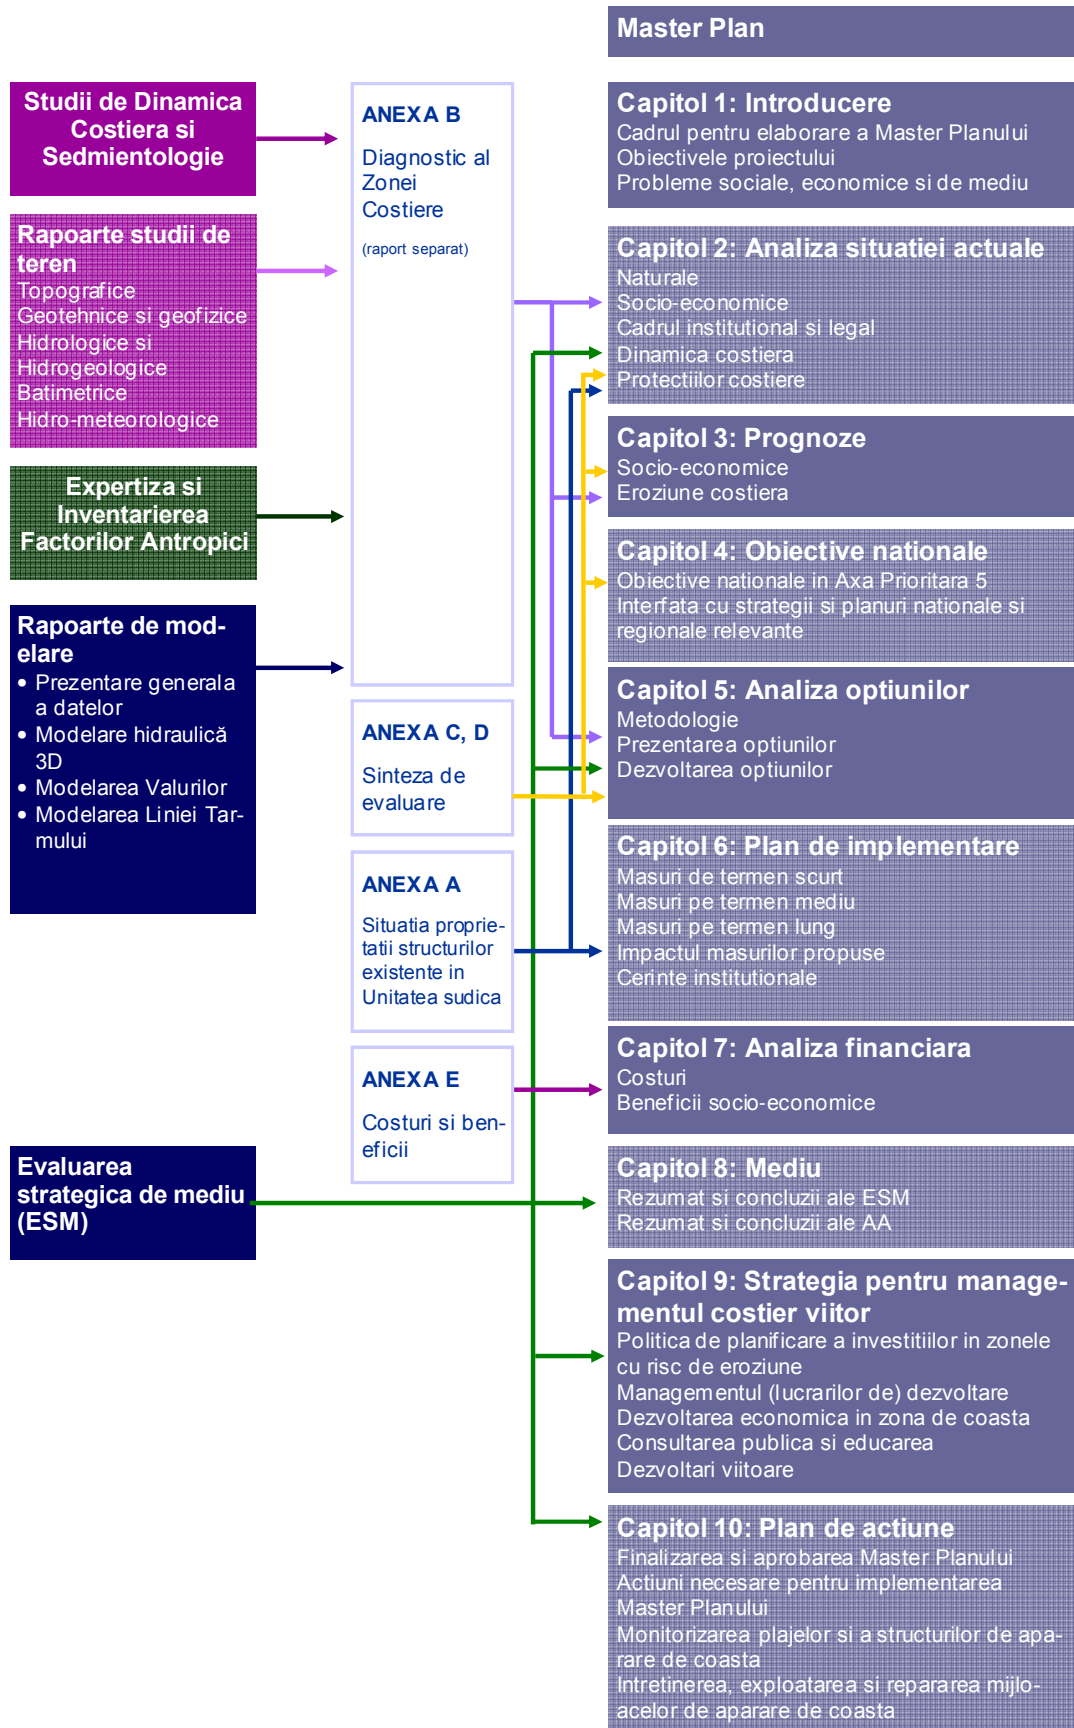 Master Plan
Studii de Dinamica
Costiera si
Sedmientologie
Rapoarte studii de
teren
Topografice
Geotehnice si geofizice
Hidrologice si
Hidrogeologice
Batimetrice
Hidro-meteorologice
Expertiza si
Inventarierea
Factorilor Antropici
Rapoarte de mod-
elare
• Prezentare generala
a datelor
• Modelare hidraulică
3D
• Modelarea Valurilor
• Modelarea Liniei Tar-
mului
Evaluarea
strategica de mediu
(ESM)
ANEXA B
Diagnostic al
Zonei
Costiere
(raport separat)
ANEXA C, D
Sinteza de
evaluare
ANEXA A
Situatia proprie-
tatii structurilor
existente in
Unitatea sudica
ANEXA E
Costuri si ben-
eficii
Capitol 1: Introducere
Cadrul pentru elaborare a Master Planului
Obiectivele proiectului
Probleme sociale, economice si de mediu
Capitol 2: Analiza situatiei actuale
Naturale
Socio-economice
Cadrul institutional si legal
Dinamica costiera
Protectiilor costiere
Capitol 3: Prognoze
Socio-economice
Eroziune costiera
Capitol 4: Obiective nationale
Obiective nationale in Axa Prioritara 5
Interfata cu strategii si planuri nationale si
regionale relevante
Capitol 5: Analiza optiunilor
Metodologie
Prezentarea optiunilor
Dezvoltarea optiunilor
Capitol 6: Plan de implementare
Masuri de termen scurt
Masuri pe termen mediu
Masuri pe termen lung
Impactul masurilor propuse
Cerinte institutionale
Capitol 7: Analiza financiara
Costuri
Beneficii socio-economice
Capitol 8: Mediu
Rezumat si concluzii ale ESM
Rezumat si concluzii ale AA
Capitol 9: Strategia pentru manage-
mentul costier viitor
Politica de planificare a investitiilor in zonele
cu risc de eroziune
Managementul (lucrarilor de) dezvoltare
Dezvoltarea economica in zona de coasta
Consultarea publica si educarea
Dezvoltari viitoare
Capitol 10: Plan de actiune
Finalizarea si aprobarea Master Planului
Actiuni necesare pentru implementarea
Master Planului
Monitorizarea plajelor si a structurilor de apa-
rare de coasta
Intretinerea, exploatarea si repararea mijlo-
acelor de aparare de coasta